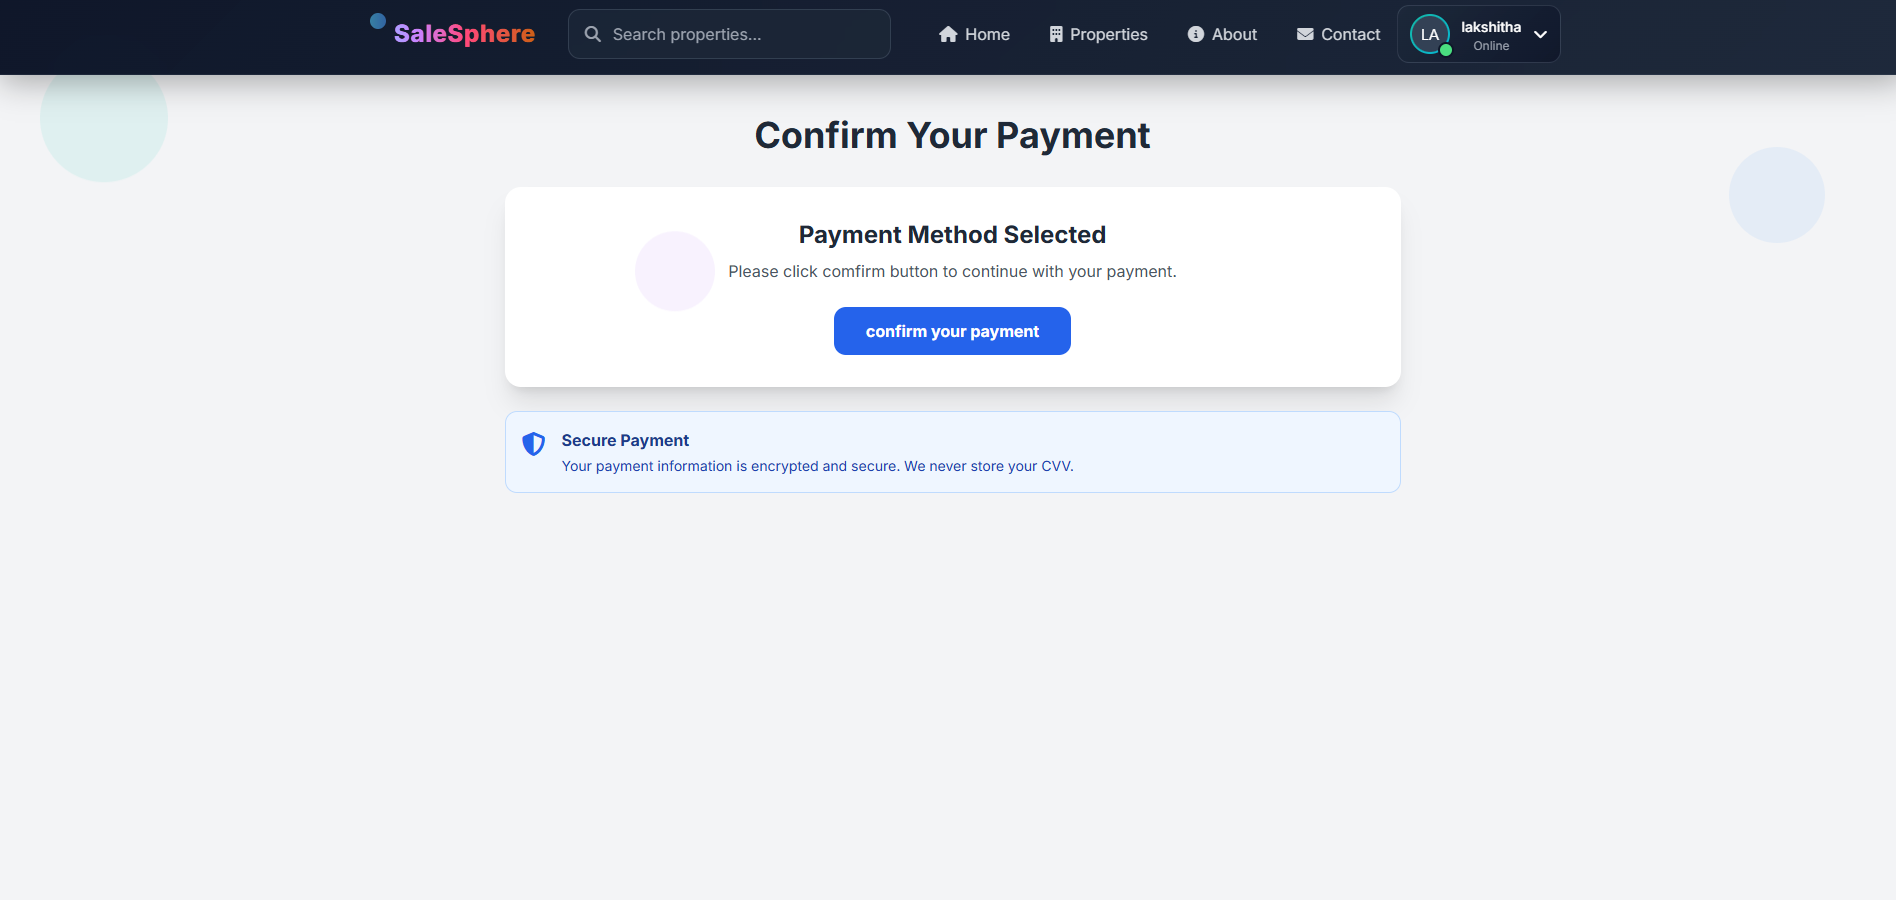 SaleSphere
Search properties...
Home
Properties
About
Contact
LA
lakshitha
Online
Confirm Your Payment
Payment Method Selected
Please click comfirm button to continue with your payment.
confirm your payment
Secure Payment
Your payment information is encrypted and secure. We never store your CVV.